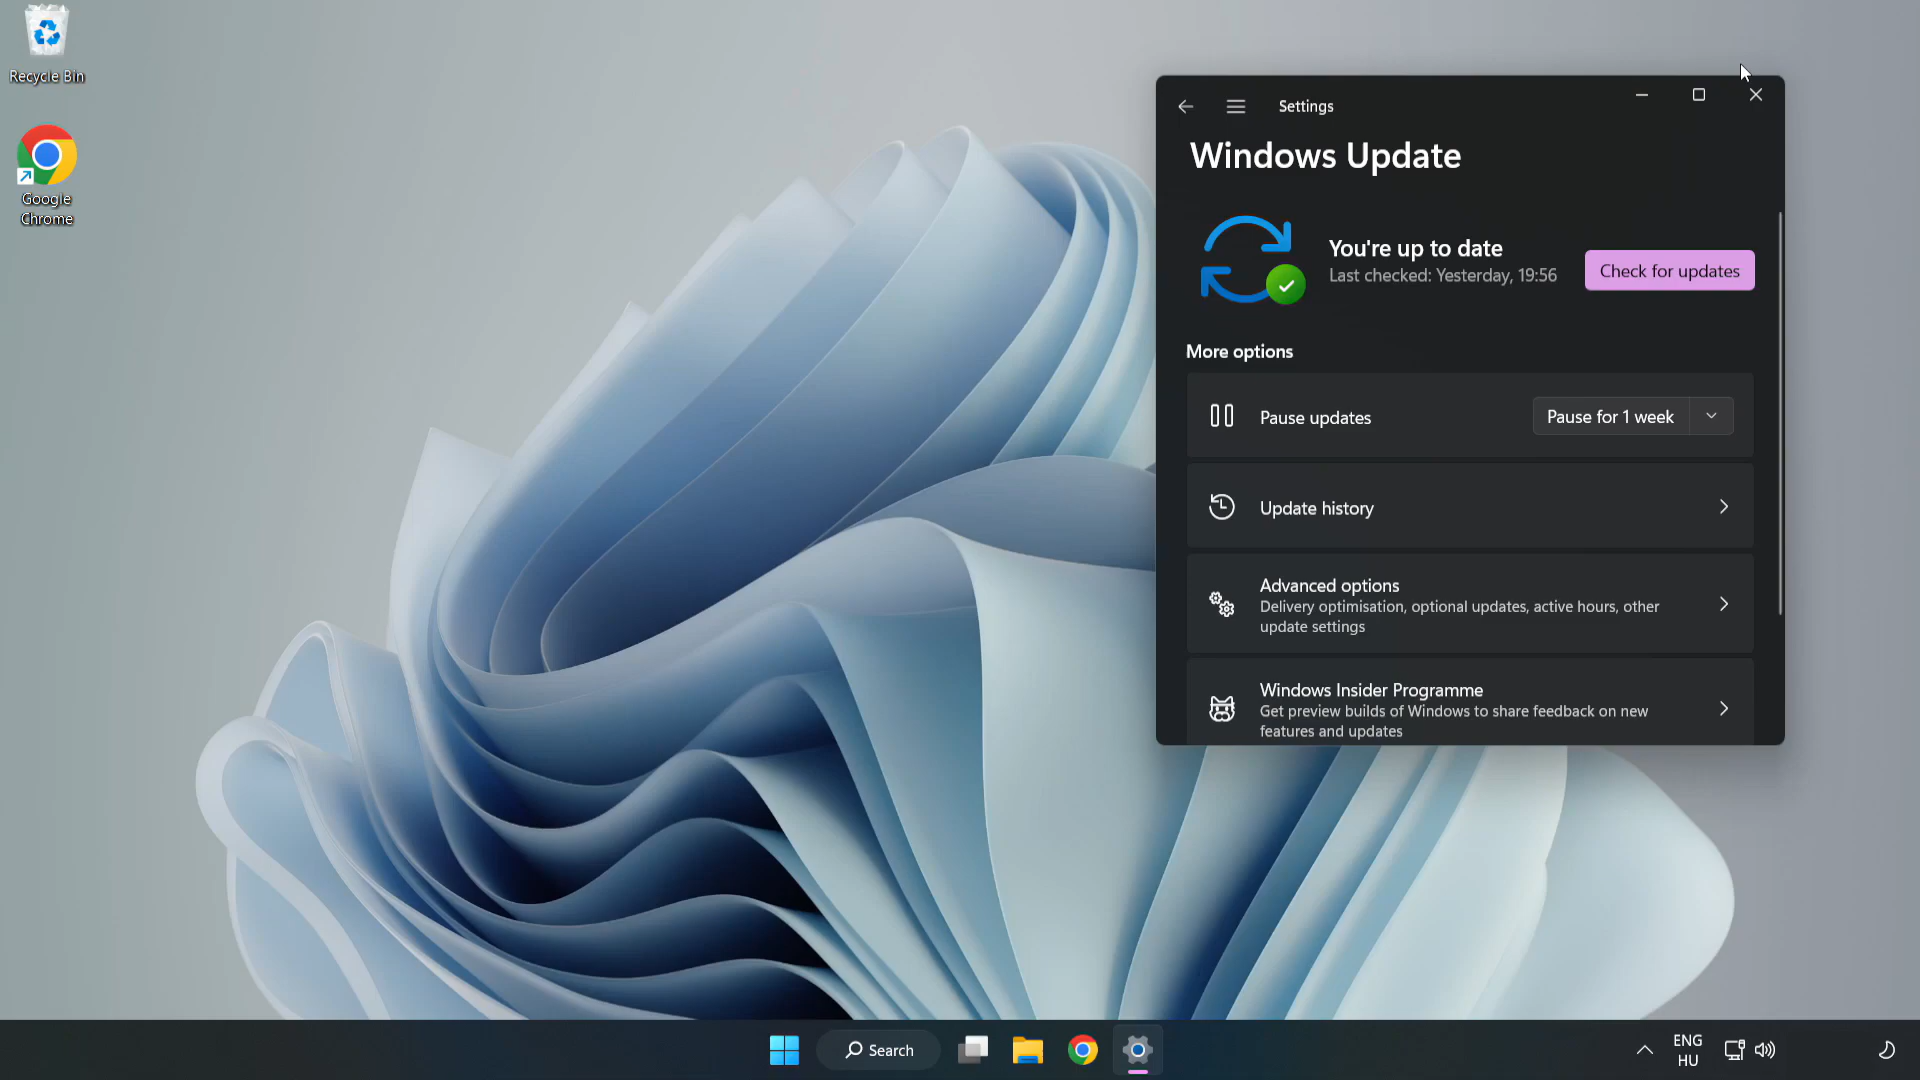 Recycle Bin
Google
Chrome
Settings
Windows Update
You're up to date
Last checked: Yesterday, 19:56
Check for updates
More options
Pause updates
Pause for 1 week
Update history
Advanced options
Delivery optimisation, optional updates, active hours, other
update settings
Windows Insider Programme
Get preview builds of Windows to share feedback on new
features and updates
Search
ENG
HU